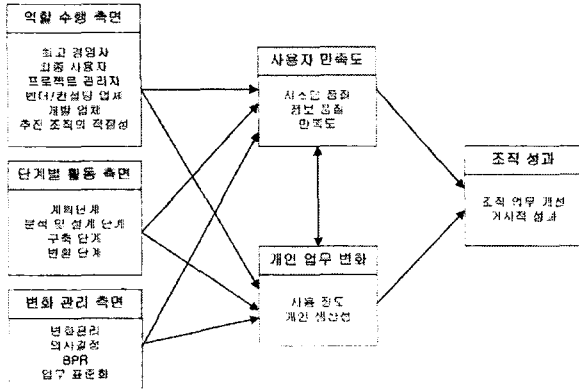 역할 수행 측면
최고 경영자
최종 사용자
프로젝트 관리자
벤더/컨설팅 업체
개발 업체
추진 조직의 적절성
단계별 활동 측면
계획단계
분석 및 설계 단계
구축 단계
변환 단계
변화 관리 측면
변화관리
의사결정
BPR
업무 표준화
사용자 만족도
시스템 품질
정보 품질
만족도
개인 업무 변화
사용 정도
개인 생산성
조직 성과
조직 업무 개선
거시적 성과